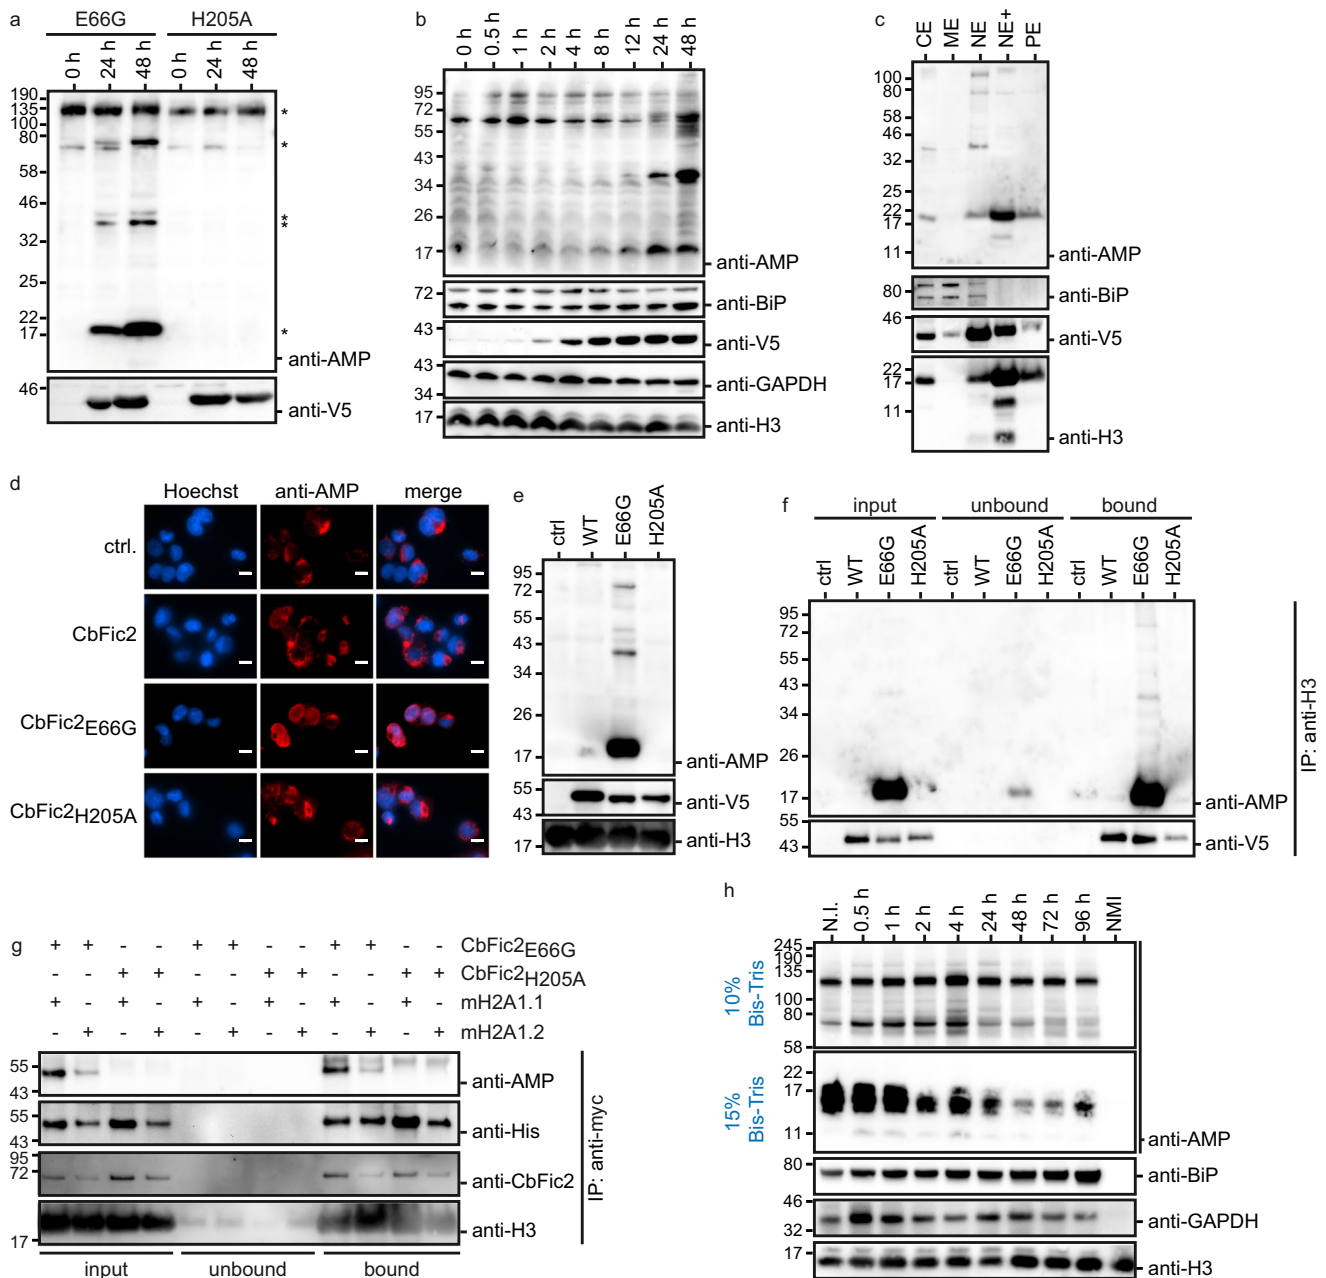 a
E66G H205A
0 h 24 h 48 h 0 h 24 h 48 h
190
135
100
80
58
46
32
25
22
17
*
*
*
*
*
anti-AMP
46
anti-V5
b
0 h 0.5 h 1 h 2 h 4 h 8 h 12 h 24 h 48 h
95
72
55
43
34
26
17
anti-AMP
72
anti-BiP
43
anti-V5
43
34
anti-GAPDH
17
anti-H3
c
CE ME NE NE+ PE
100
80
58
46
32
25
22
17
11
anti-AMP
80
anti-BiP
46
anti-V5
22
17
11
anti-H3
d
Hoechst anti-AMP merge
ctrl.
CbFic2
CbFic2E66G
CbFic2H205A
e
ctrl WT E66G H205A
95
72
55
43
34
26
17
anti-AMP
55
43
anti-V5
17
anti-H3
f
input unbound bound
ctrl WT E66G H205A ctrl WT E66G H205A ctrl WT E66G H205A
95
72
55
43
34
26
17
anti-AMP
55
43
anti-V5
IP: anti-H3
g
+ + - - + + - - + + - - CbFic2E66G
- - + + - - + + - - + + CbFic2H205A
+ - + - + - + - + - + - mH2A1.1
- + - + - + - + - + - + mH2A1.2
55
43
anti-AMP
55
43
anti-His
95
72
anti-CbFic2
17
anti-H3
input unbound bound
IP: anti-myc
h
N.I. 0.5 h 1 h 2 h 4 h 24 h 48 h 72 h 96 h NMI
10%
Bis-Tris
245
190
135
100
80
58
15%
Bis-Tris
22
17
11
anti-AMP
80
anti-BiP
46
32
anti-GAPDH
17
anti-H3